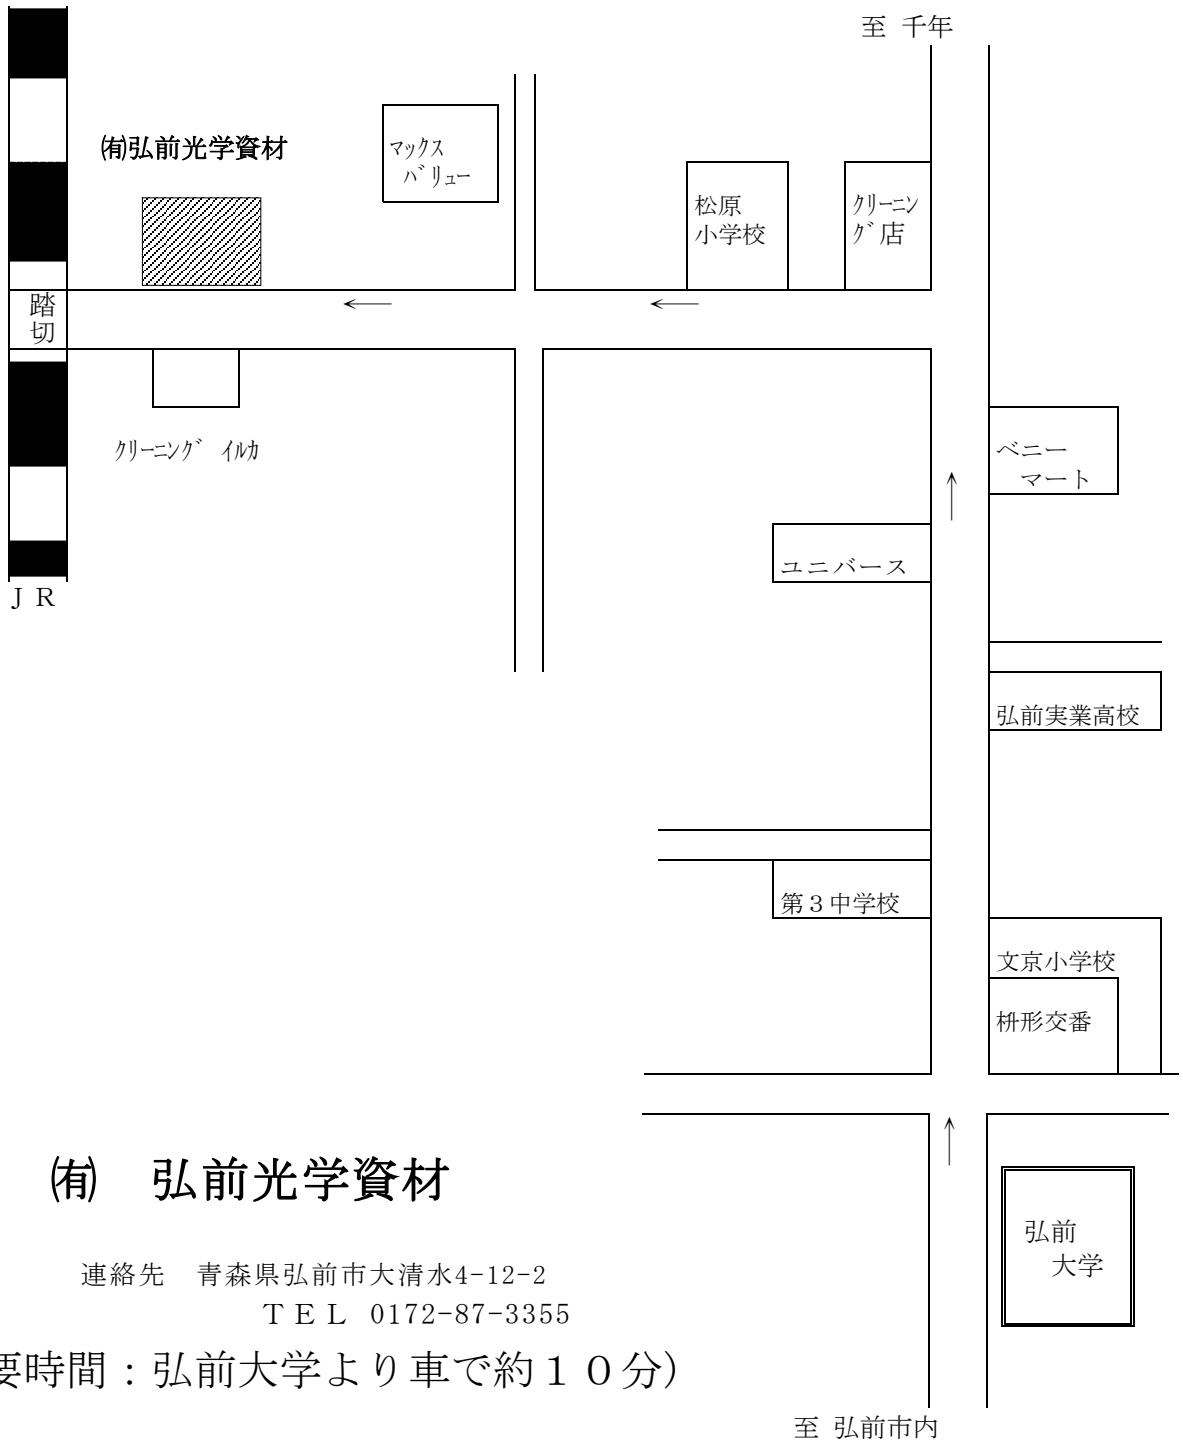 至 千年
㈲弘前光学資材
マックス
バリュー
松原
小学校
クリーニン
グ店
踏
切
クリーニング イルカ
ベニー
マート
ユニバース
ＪＲ
弘前実業高校
第３中学校
文京小学校
枡形交番
㈲　弘前光学資材
弘前
大学
連絡先　青森県弘前市大清水4-12-2
ＴＥＬ 0172-87-3355
要時間：弘前大学より車で約１０分)
至 弘前市内